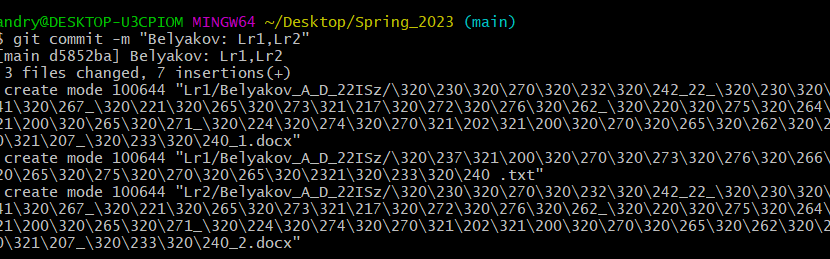 andry@DESKTOP-U3CPIOM MINGW64 ~/Desktop/Spring_2023 (main)
$ git commit -m "Belyakov: Lr1,Lr2"
[main d5852ba] Belyakov: Lr1,Lr2
3 files changed, 7 insertions(+)
create mode 100644 "Lr1/Belyakov_A_D_22ISz/\320\230\320\270\320\232\320\242_22_\320\230\320\
41\320\267_\320\221\320\265\320\273\321\217\320\272\320\276\320\262_\320\220\320\275\320\264\
21\200\320\265\320\271_\320\224\320\274\320\270\321\202\321\200\320\270\320\265\320\262\320\2
0\321\207_\320\233\320\240_1.docx"
create mode 100644 "Lr1/Belyakov_A_D_22ISz/\320\237\321\200\320\270\320\273\320\276\320\266\
20\265\320\275\320\270\320\265\320\2321\320\233\320\240 .txt"
create mode 100644 "Lr2/Belyakov_A_D_22ISz/\320\230\320\270\320\232\320\242_22_\320\230\320\
41\320\267_\320\221\320\265\320\273\321\217\320\272\320\276\320\262_\320\220\320\275\320\264\
21\200\320\265\320\271_\320\224\320\274\320\270\321\202\321\200\320\270\320\265\320\262\320\2
0\321\207_\320\233\320\240_2.docx"